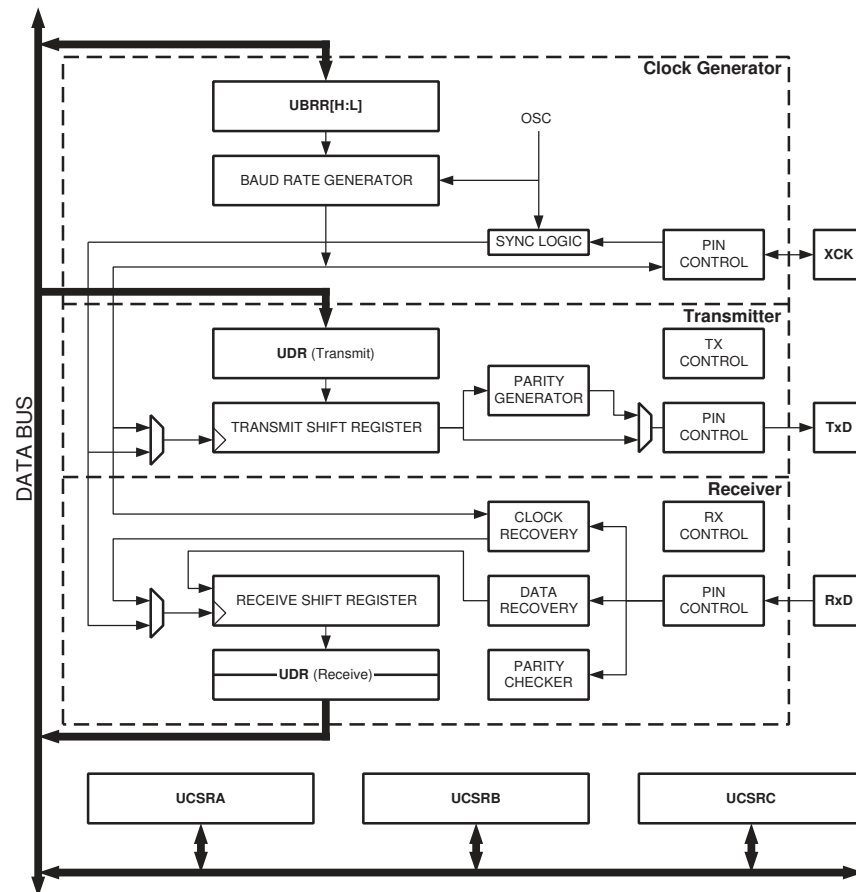 Clock Generator
UBRR[H:L]
OSC
BAUD RATE GENERATOR
SYNC LOGIC
PIN
CONTROL
XCK
Transmitter
UDR (Transmit)
TX
CONTROL
PARITY
GENERATOR
TRANSMIT SHIFT REGISTER
PIN
CONTROL
TxD
DATA BUS
Receiver
CLOCK
RECOVERY
RX
CONTROL
RECEIVE SHIFT REGISTER
DATA
RECOVERY
PIN
CONTROL
RxD
UDR (Receive)
PARITY
CHECKER
UCSRA
UCSRB
UCSRC